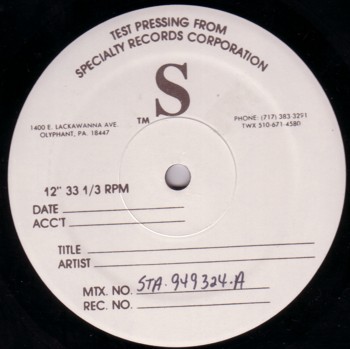 TEST PRESSING FROM
SPECIALTY RECORDS CORPORATION
S
TM
1400 E. LACKAWANNA AVE.
OLYPHANT, PA. 18447
PHONE: (717) 383-3291
TWX 510-671-4580
12" 33 1/3 RPM
DATE
ACC'T
TITLE
ARTIST
MTX. NO. STA-949324-A
REC. NO.